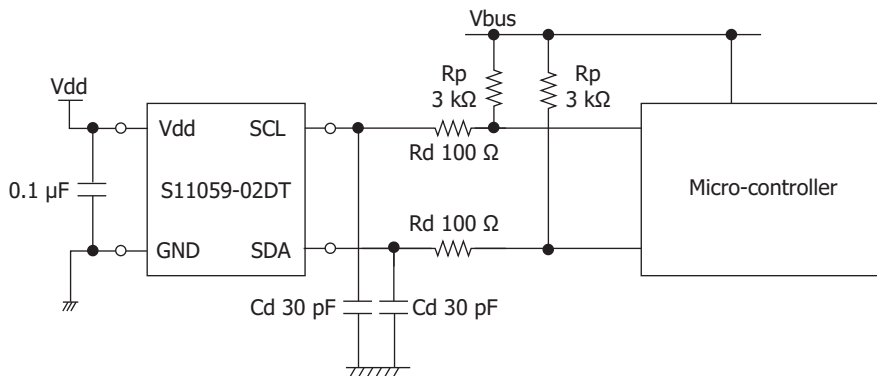 Vbus
Rp
3 kΩ
Rp
3 kΩ
Vdd
Vdd
SCL
Rd 100 Ω
0.1 µF
S11059-02DT
Micro-controller
Rd 100 Ω
GND
SDA
Cd 30 pF
Cd 30 pF